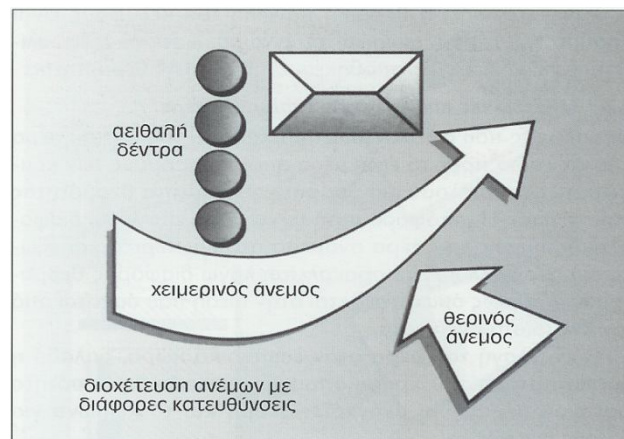 αειθαλή
δέντρα
χειμερινός άνεμος
θερινός
άνεμος
διοχέτευση ανέμων με
διάφορες κατευθύνσεις